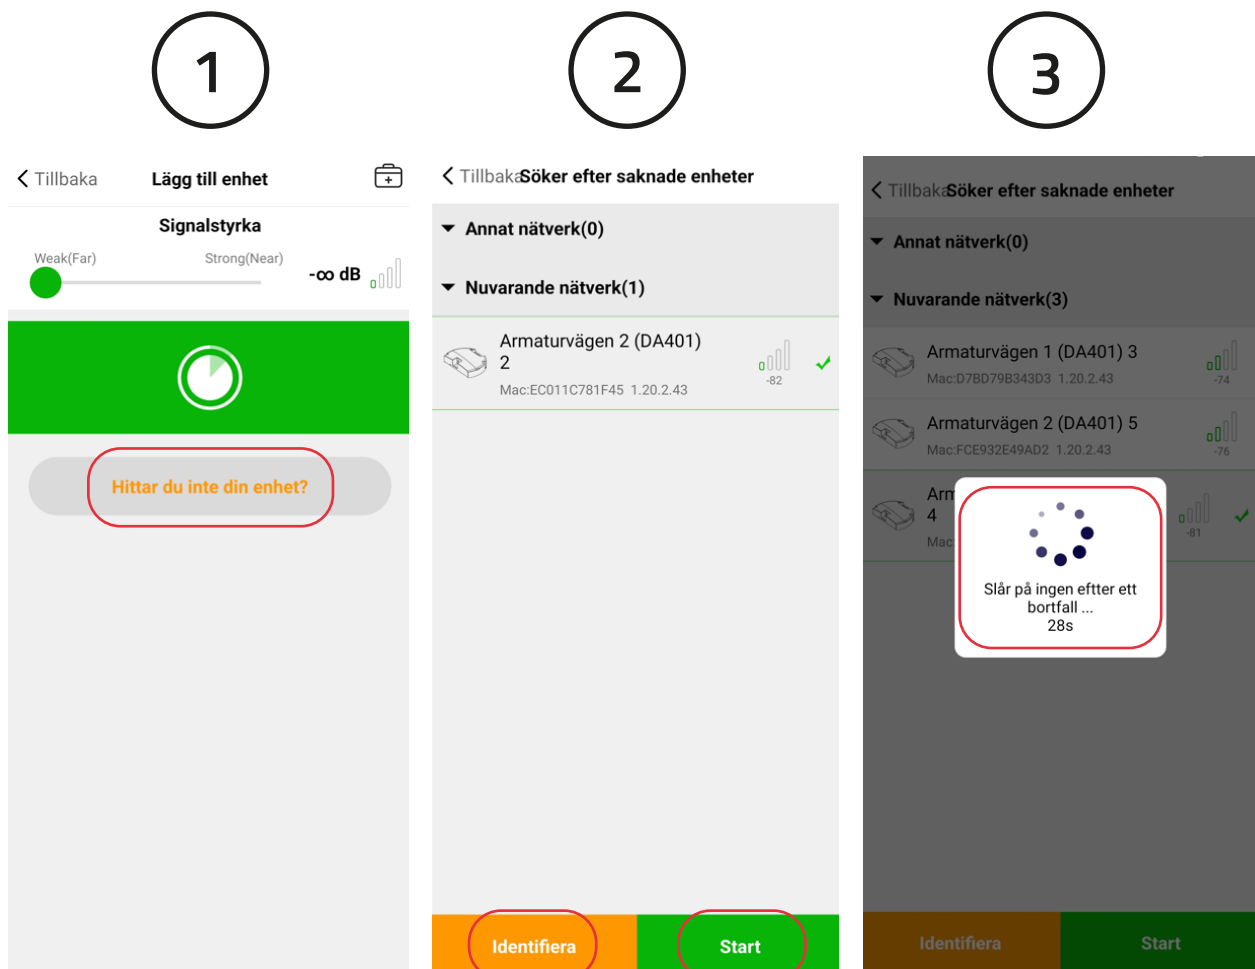 1
2
3
Tillbaka
Lägg till enhet
Signalstyrka
Weak(Far)
Strong(Near)
-∞ dB
Hittar du inte din enhet?
Tillbaka
Söker efter saknade enheter
Annat nätverk(0)
Nuvarande nätverk(1)
Armaturvägen 2 (DA401)
2
Mac:EC011C781F45 1.20.2.43
-82
Identifiera
Start
Tillbaka
Söker efter saknade enheter
Annat nätverk(0)
Nuvarande nätverk(3)
Armaturvägen 1 (DA401) 3
Mac:D7BD79B343D3 1.20.2.43
-74
Armaturvägen 2 (DA401) 5
Mac:FCE932E49AD2 1.20.2.43
-76
Arm
4
Mac:
-81
Slår på ingen eftter ett
bortfall ...
28s
Identifiera
Start